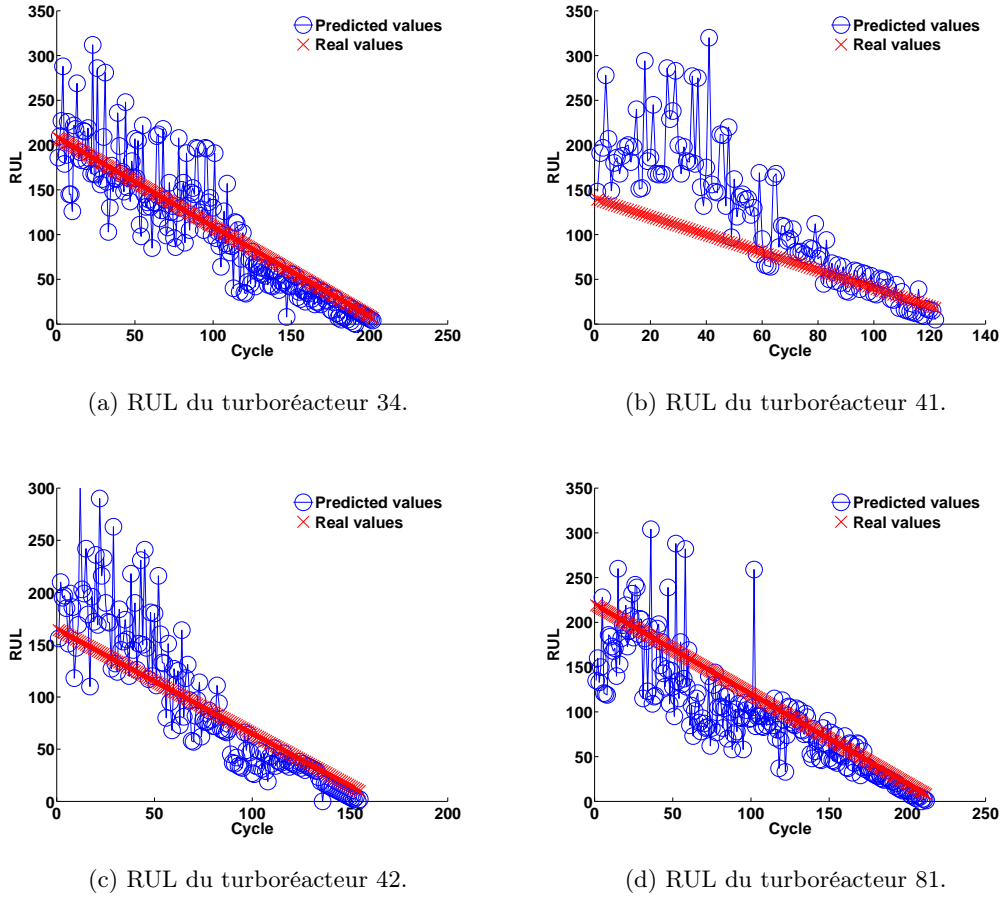 350
300
250
200
150
100
50
0
RUL
0 50 100 150 200 250
Cycle
Predicted values
Real values
(a) RUL du turboréacteur 34.
350
300
250
200
150
100
50
0
RUL
0 20 40 60 80 100 120 140
Cycle
Predicted values
Real values
(b) RUL du turboréacteur 41.
300
250
200
150
100
50
0
RUL
0 50 100 150 200
Cycle
Predicted values
Real values
(c) RUL du turboréacteur 42.
350
300
250
200
150
100
50
0
RUL
0 50 100 150 200 250
Cycle
Predicted values
Real values
(d) RUL du turboréacteur 81.